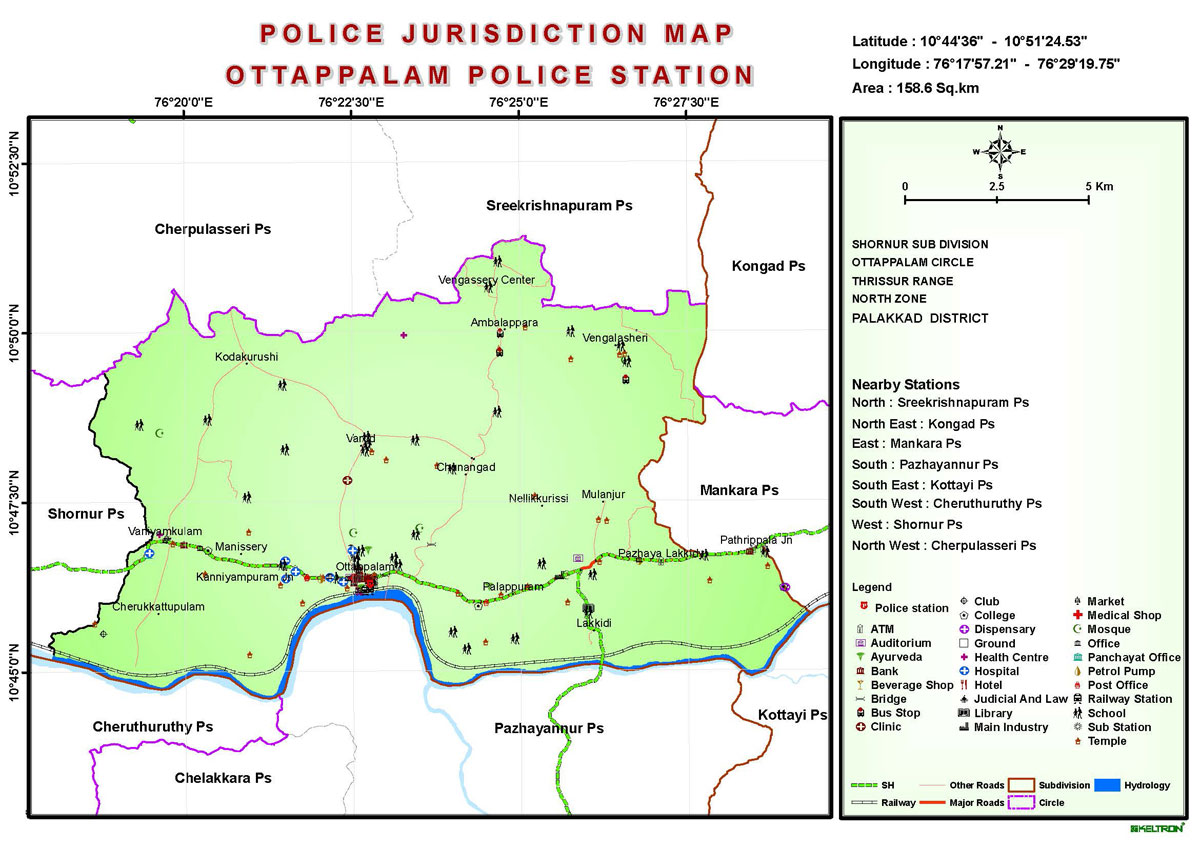 POLICE JURISDICTION MAP
OTTAPPALAM POLICE STATION
Latitude : 10°44'36" - 10°51'24.53"
Longitude : 76°17'57.21" - 76°29'19.75"
Area : 158.6 Sq.km
76°20'0"E 76°22'30"E 76°25'0"E 76°27'30"E
10°52'30"N
10°50'0"N
10°47'30"N
10°45'0"N
Sreekrishnapuram Ps
Cherpulasseri Ps
Kongad Ps
Vengassery Center
Ambalappara
Vengalasheri
Kodakurushi
Varod
Chunangad
Nellikkurissi
Mulanjur
Mankara Ps
Shornur Ps
Vaniyamkulam
Manissery
Pathrippala Jn
Pazhaya Lakkidy
Ottappalam
Kanniyampuram Jn
Palappuram
Cherukkattupulam
Lakkidi
Cheruthuruthy Ps
Pazhayannur Ps
Kottayi Ps
Chelakkara Ps
N
W E
S
0 2.5 5 Km
SHORNUR SUB DIVISION
OTTAPPALAM CIRCLE
THRISSUR RANGE
NORTH ZONE
PALAKKAD DISTRICT
Nearby Stations
North : Sreekrishnapuram Ps
North East : Kongad Ps
East : Mankara Ps
South : Pazhayannur Ps
South East : Kottayi Ps
South West : Cheruthuruthy Ps
West : Shornur Ps
North West : Cherpulasseri Ps
Legend
Police station
ATM
Auditorium
Ayurveda
Bank
Beverage Shop
Bridge
Bus Stop
Clinic
Club
College
Dispensary
Ground
Health Centre
Hospital
Hotel
Judicial And Law
Library
Main Industry
Market
Medical Shop
Mosque
Office
Panchayat Office
Petrol Pump
Post Office
Railway Station
School
Sub Station
Temple
SH Other Roads Subdivision Hydrology
Railway Major Roads Circle
KELTRON